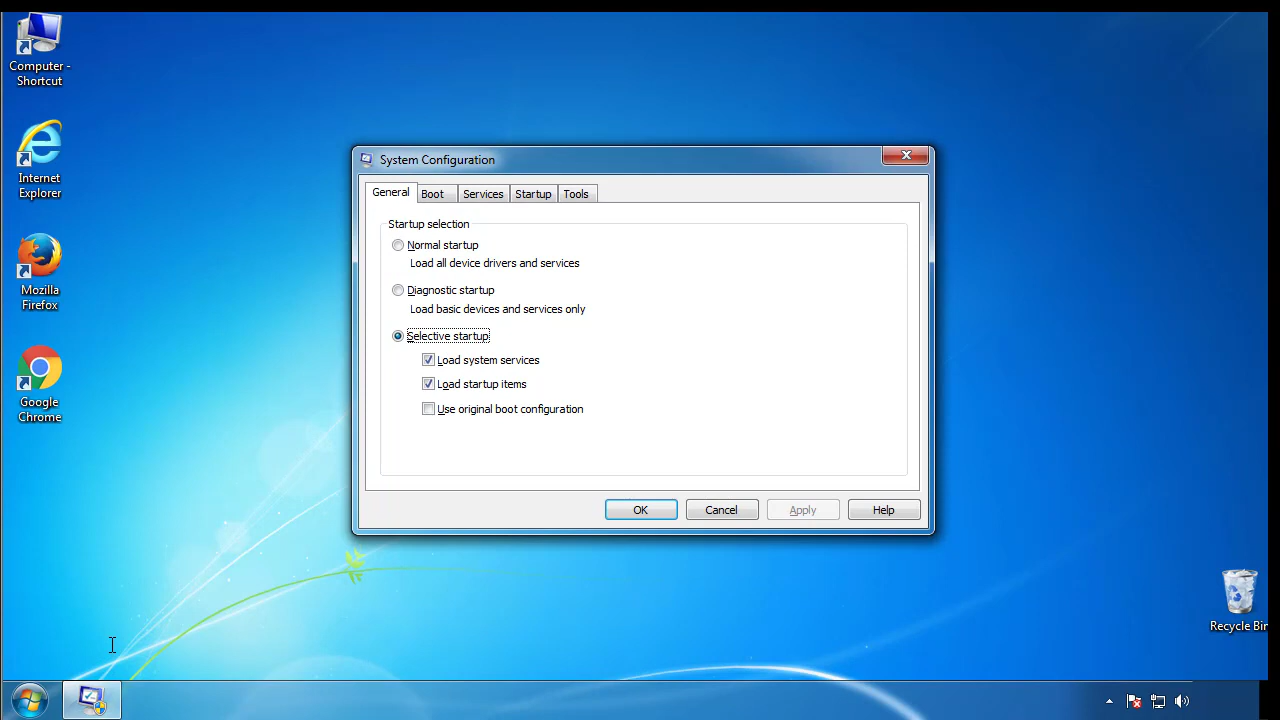 Computer -
Shortcut
Internet
Explorer
Mozilla
Firefox
Google
Chrome
System Configuration
General Boot Services Startup Tools
Startup selection
Normal startup
Load all device drivers and services
Diagnostic startup
Load basic devices and services only
Selective startup
Load system services
Load startup items
Use original boot configuration
OK Cancel Apply Help
Recycle Bin